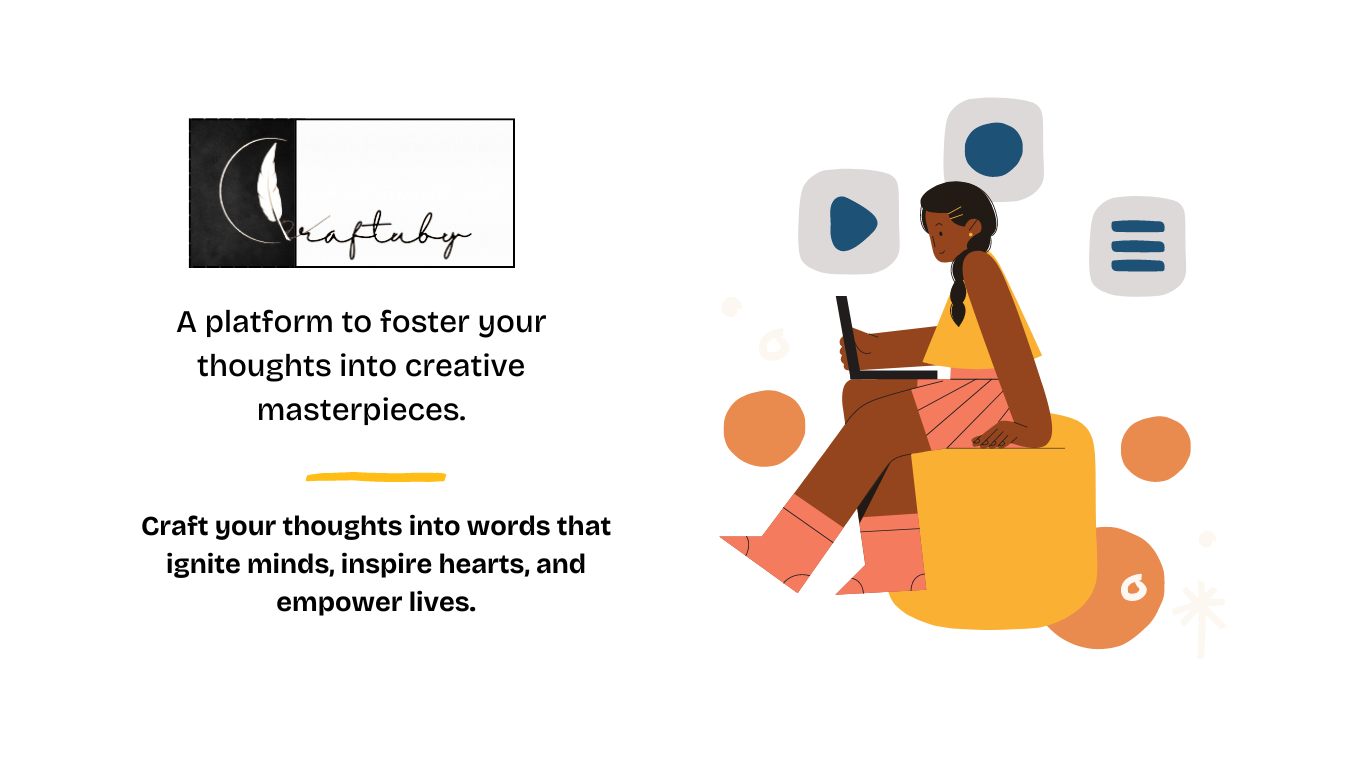 Craftuby
A platform to foster your
thoughts into creative
masterpieces.
Craft your thoughts into words that
ignite minds, inspire hearts, and
empower lives.